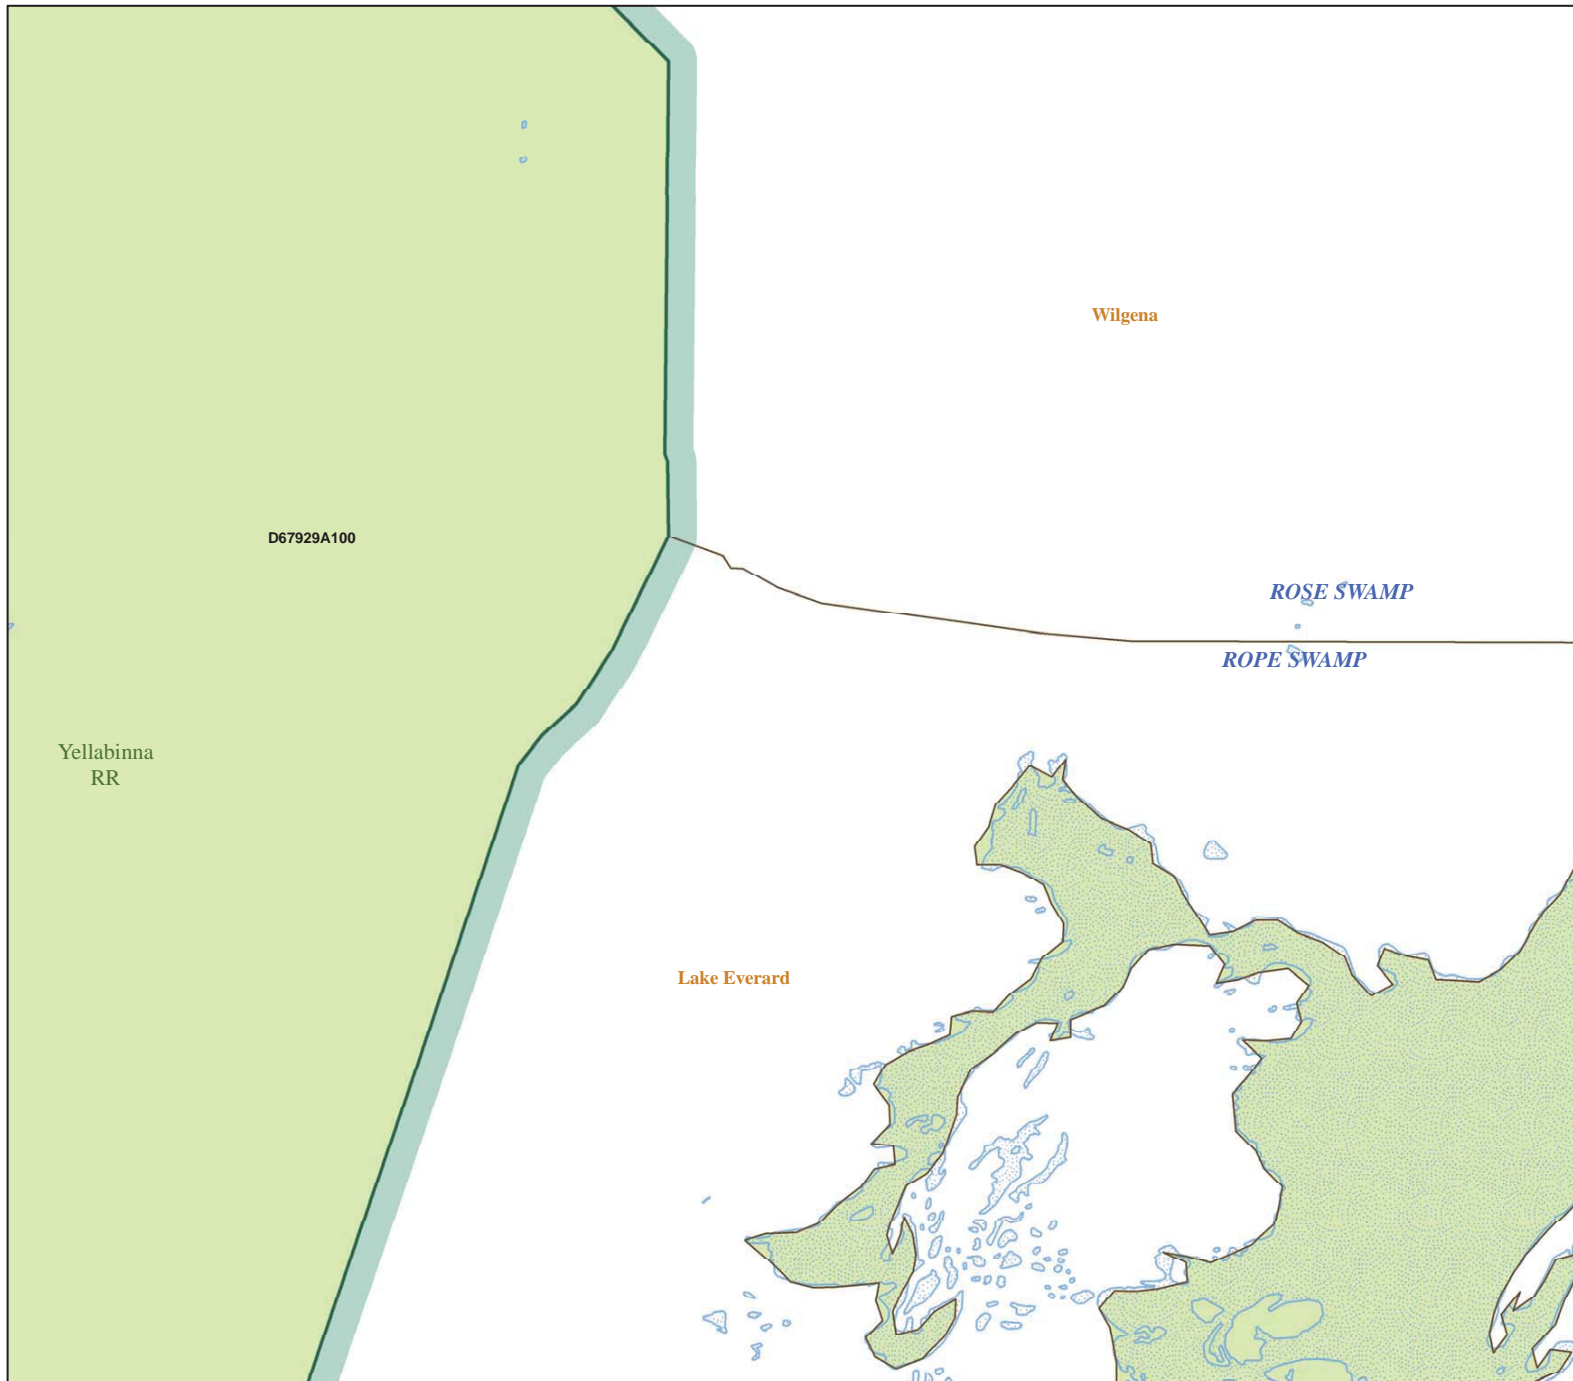 Wilgena
D67929A100
ROSE SWAMP
ROPE SWAMP
Yellabinna
RR
Lake Everard